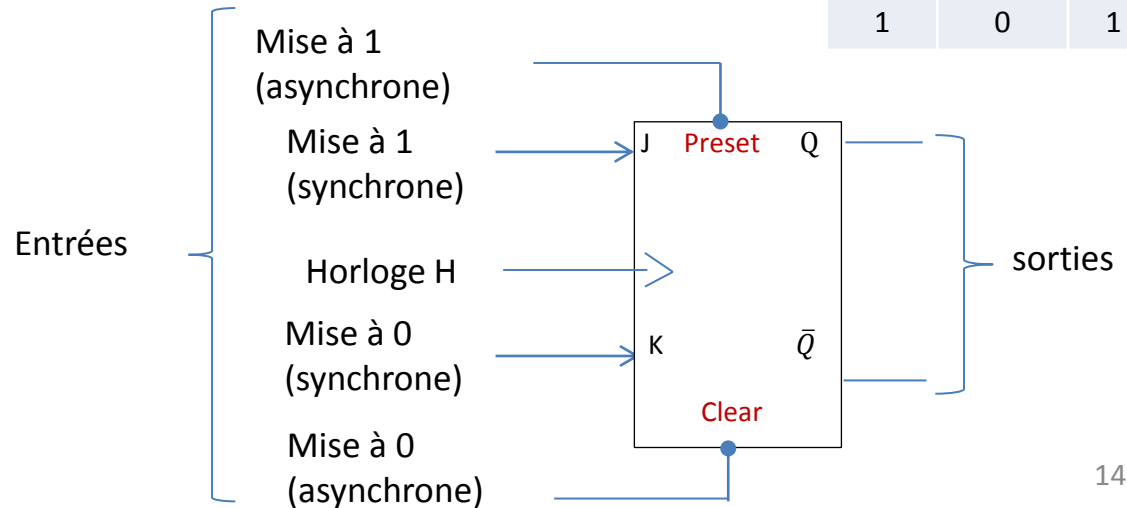 1 0 1
Mise à 1
(asynchrone)
Mise à 1
(synchrone)
J Preset Q
Entrées
Horloge H
sorties
Mise à 0
(synchrone)
K Q̅
Clear
Mise à 0
(asynchrone)
14